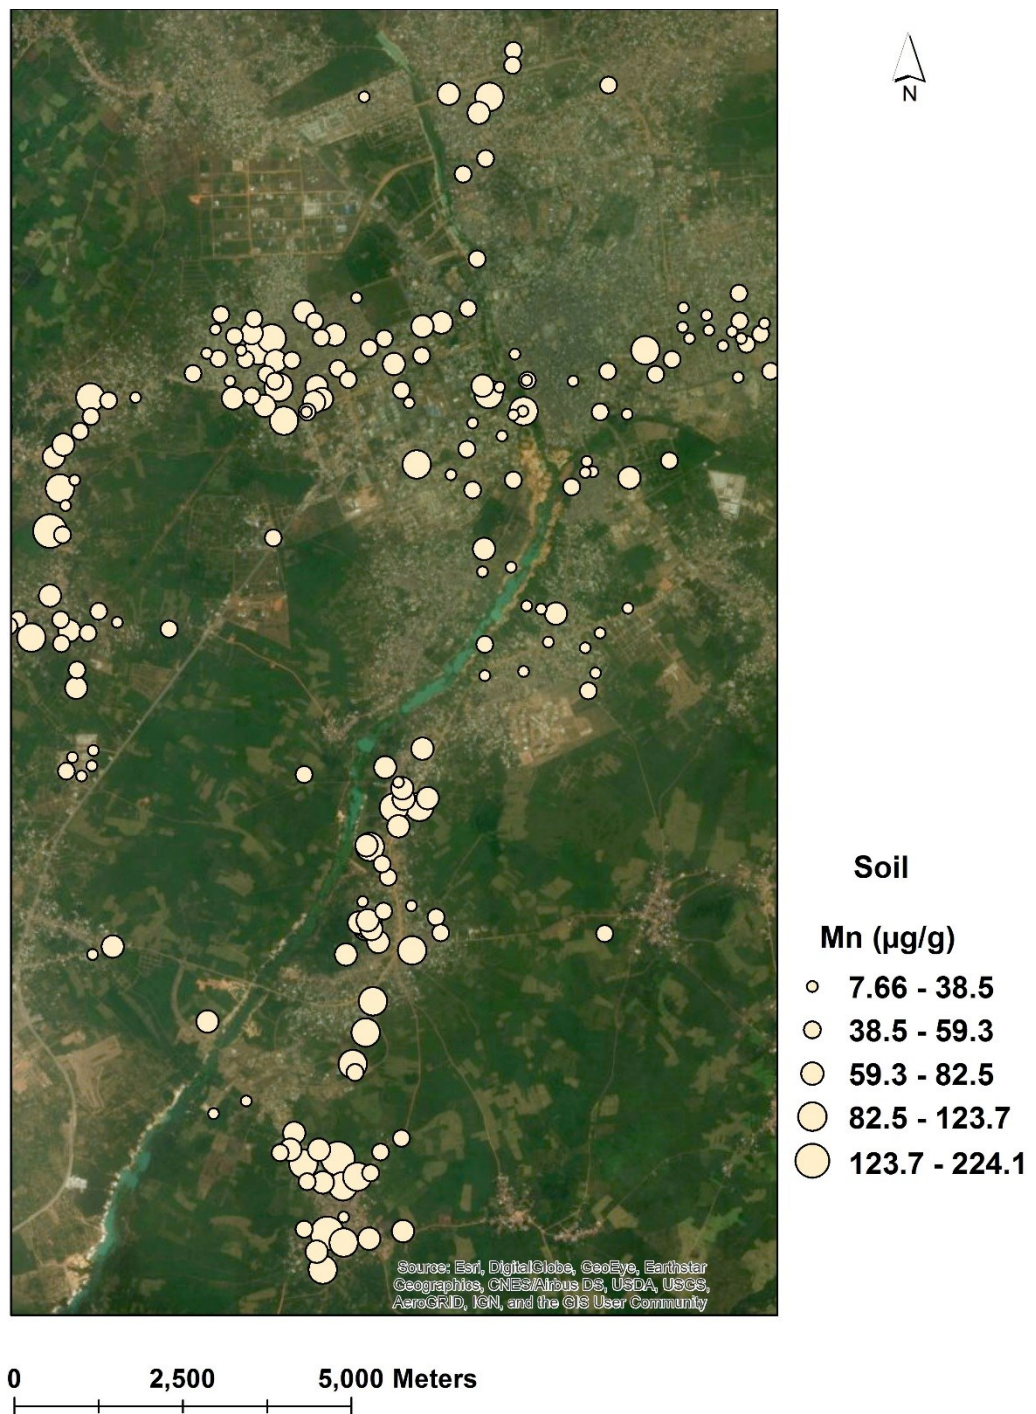 N
Soil
Mn (µg/g)
7.66 - 38.5
38.5 - 59.3
59.3 - 82.5
82.5 - 123.7
123.7 - 224.1
Source: Esri, DigitalGlobe, GeoEye, Earthstar
Geographics, CNES/Airbus DS, USDA, USGS,
AeroGRID, IGN, and the GIS User Community
0 2,500 5,000 Meters